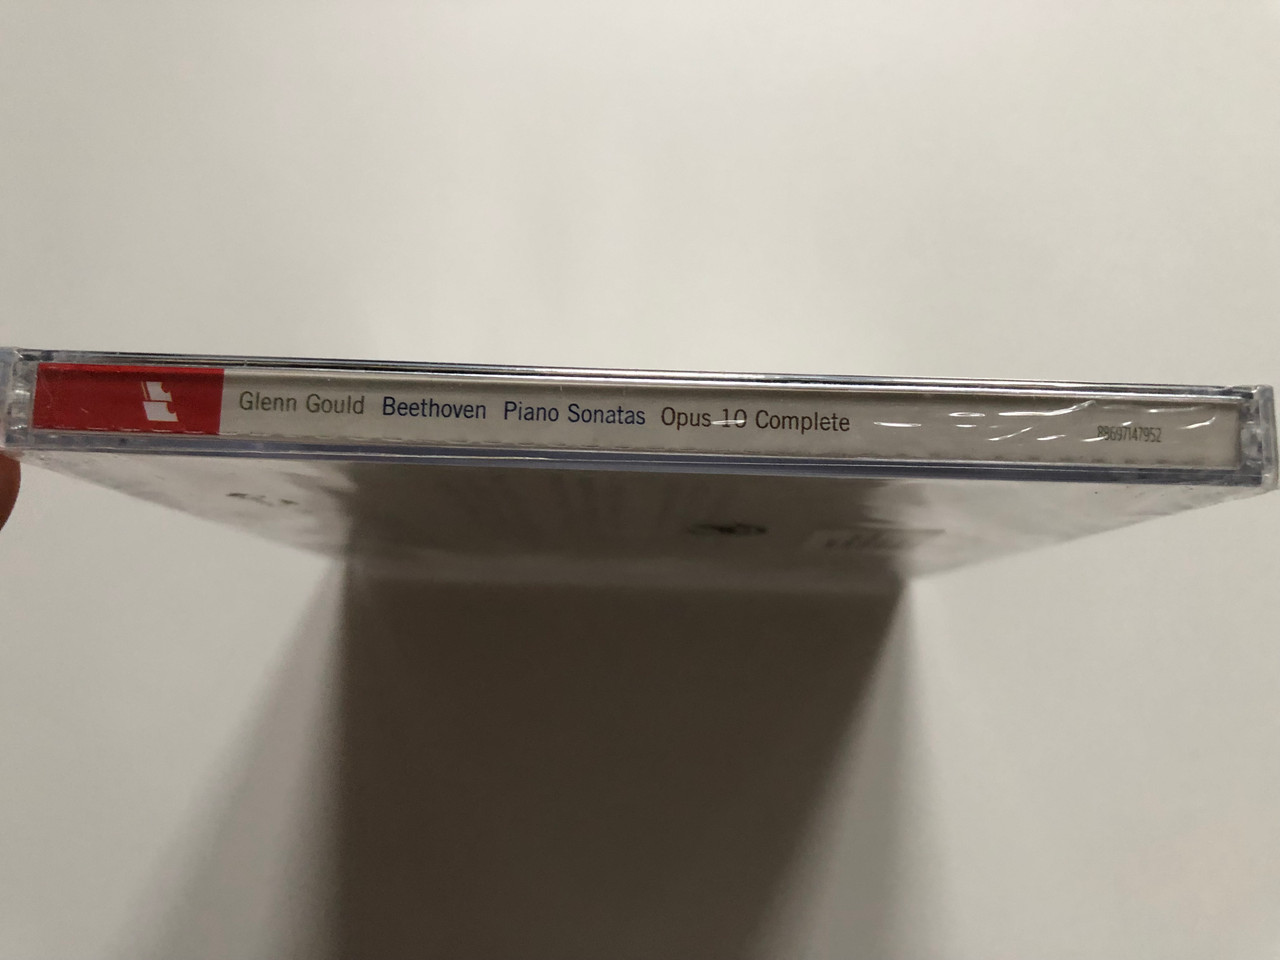 Glenn Gould Beethoven Piano Sonatas Opus 10 Complete 88697147952